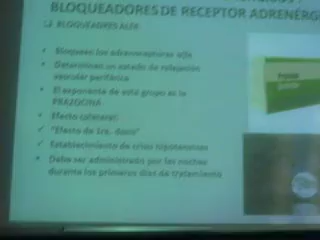 BLOQUEADORES DE RECEPTOR ADRENÉRG
BLOQUEADORES ALFA
Bloquean los adrenoreceptores alfa
Determinan un estado de relajación
vascular periférica
El exponente de este grupo es la
PRAZOCINA
Efecto colateral:
"Efecto de 1ra. dosis"
Establecimiento de crisis hipotensivas
Debe ser administrado por las noches
durante los primeros días de tratamiento